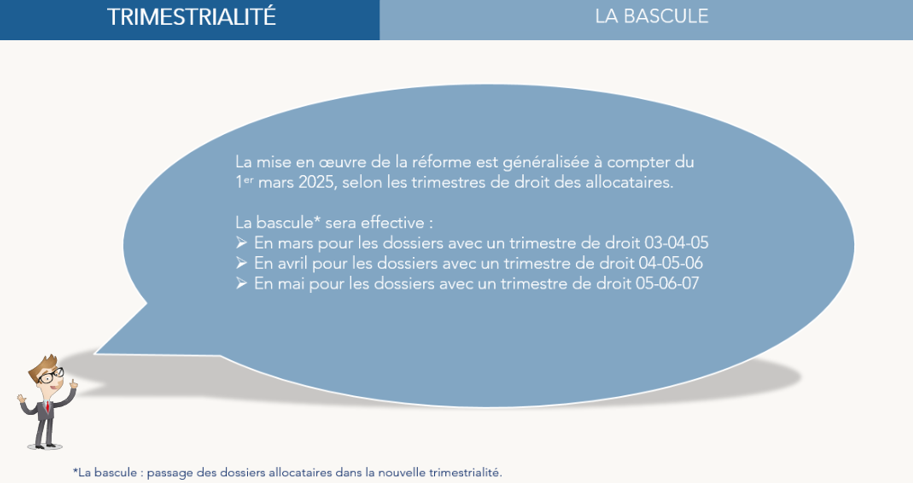 TRIMESTRIALITÉ
LA BASCULE
La mise en œuvre de la réforme est généralisée à compter du
1er mars 2025, selon les trimestres de droit des allocataires.
La bascule* sera effective :
➢ En mars pour les dossiers avec un trimestre de droit 03-04-05
➢ En avril pour les dossiers avec un trimestre de droit 04-05-06
➢ En mai pour les dossiers avec un trimestre de droit 05-06-07
*La bascule : passage des dossiers allocataires dans la nouvelle trimestrialité.